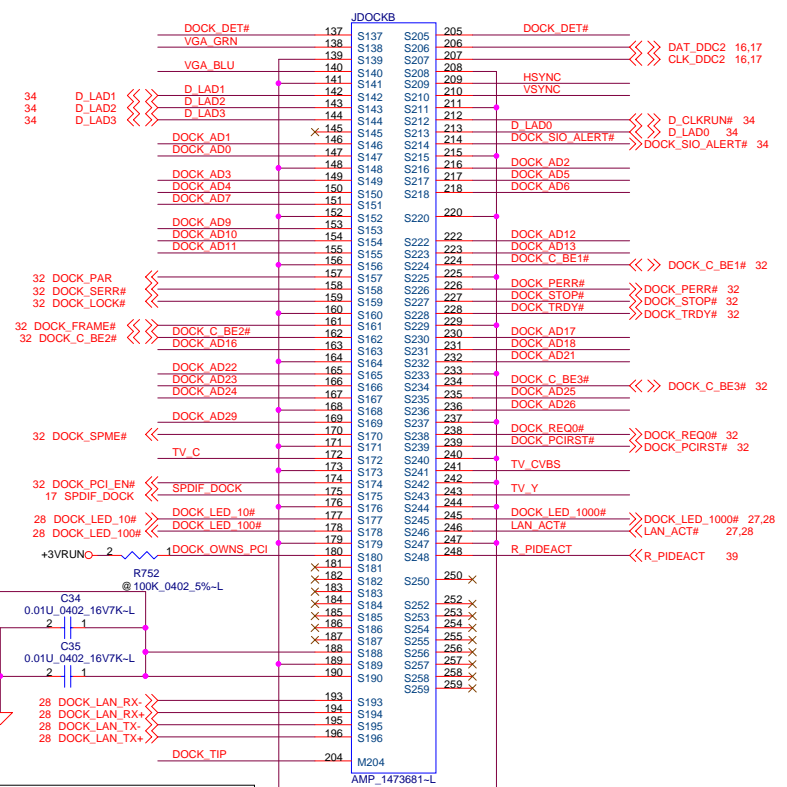 JDOCKB
DOCK_DET# 137 S137 S205 205 DOCK_DET#
VGA_GRN 138 S138 S206 206 DAT_DDC2 16,17
139 S139 S207 207 CLK_DDC2 16,17
VGA_BLU 140 S140 S208 208
141 S141 S209 209 HSYNC
34 D_LAD1 D_LAD1 142 S142 S210 210 VSYNC
34 D_LAD2 D_LAD2 143 S143 S211 211
34 D_LAD3 D_LAD3 144 S144 S212 212 D_CLKRUN# 34
145 S145 S213 213 D_LAD0 D_LAD0 34
DOCK_AD1 146 S146 S214 214 DOCK_SIO_ALERT# DOCK_SIO_ALERT# 34
DOCK_AD0 147 S147 S215 215
148 S148 S216 216 DOCK_AD2
DOCK_AD3 149 S149 S217 217 DOCK_AD5
DOCK_AD4 150 S150 S218 218 DOCK_AD6
DOCK_AD7 151 S151
152 S152 S220 220
DOCK_AD9 153 S153
DOCK_AD10 154 S154 S222 222 DOCK_AD12
DOCK_AD11 155 S155 S223 223 DOCK_AD13
156 S156 S224 224 DOCK_C_BE1# DOCK_C_BE1# 32
32 DOCK_PAR 157 S157 S225 225
32 DOCK_SERR# 158 S158 S226 226 DOCK_PERR# DOCK_PERR# 32
32 DOCK_LOCK# 159 S159 S227 227 DOCK_STOP# DOCK_STOP# 32
160 S160 S228 228 DOCK_TRDY# DOCK_TRDY# 32
32 DOCK_FRAME# 161 S161 S229 229
32 DOCK_C_BE2# DOCK_C_BE2# 162 S162 S230 230 DOCK_AD17
DOCK_AD16 163 S163 S231 231 DOCK_AD18
164 S164 S232 232 DOCK_AD21
DOCK_AD22 165 S165 S233 233
DOCK_AD23 166 S166 S234 234 DOCK_C_BE3# DOCK_C_BE3# 32
DOCK_AD24 167 S167 S235 235 DOCK_AD25
168 S168 S236 236 DOCK_AD26
DOCK_AD29 169 S169 S237 237
32 DOCK_SPME# 170 S170 S238 238 DOCK_REQ0# DOCK_REQ0# 32
171 S171 S239 239 DOCK_PCIRST# DOCK_PCIRST# 32
TV_C 172 S172 S240 240
173 S173 S241 241 TV_CVBS
32 DOCK_PCI_EN# 174 S174 S242 242
17 SPDIF_DOCK SPDIF_DOCK 175 S175 S243 243 TV_Y
176 S176 S244 244
28 DOCK_LED_10# DOCK_LED_10# 177 S177 S245 245 DOCK_LED_1000# DOCK_LED_1000# 27,28
28 DOCK_LED_100# DOCK_LED_100# 178 S178 S246 246 LAN_ACT# LAN_ACT# 27,28
179 S179 S247 247
+3VRUN 2 1 DOCK_OWNS_PCI 180 S180 S248 248 R_PIDEACT R_PIDEACT 39
R752
@100K_0402_5%~L
181 S181
182 S182 S250 250
183 S183
184 S184 S252 252
185 S185 S253 253
186 S186 S254 254
187 S187 S255 255
188 S188 S256 256
189 S189 S257 257
190 S190 S258 258
S259 259
C34
0.01U_0402_16V7K~L
2 1
C35
0.01U_0402_16V7K~L
2 1
28 DOCK_LAN_RX- 193 S193
28 DOCK_LAN_RX+ 194 S194
28 DOCK_LAN_TX- 195 S195
28 DOCK_LAN_TX+ 196 S196
DOCK_TIP 204 M204
AMP_1473681~L